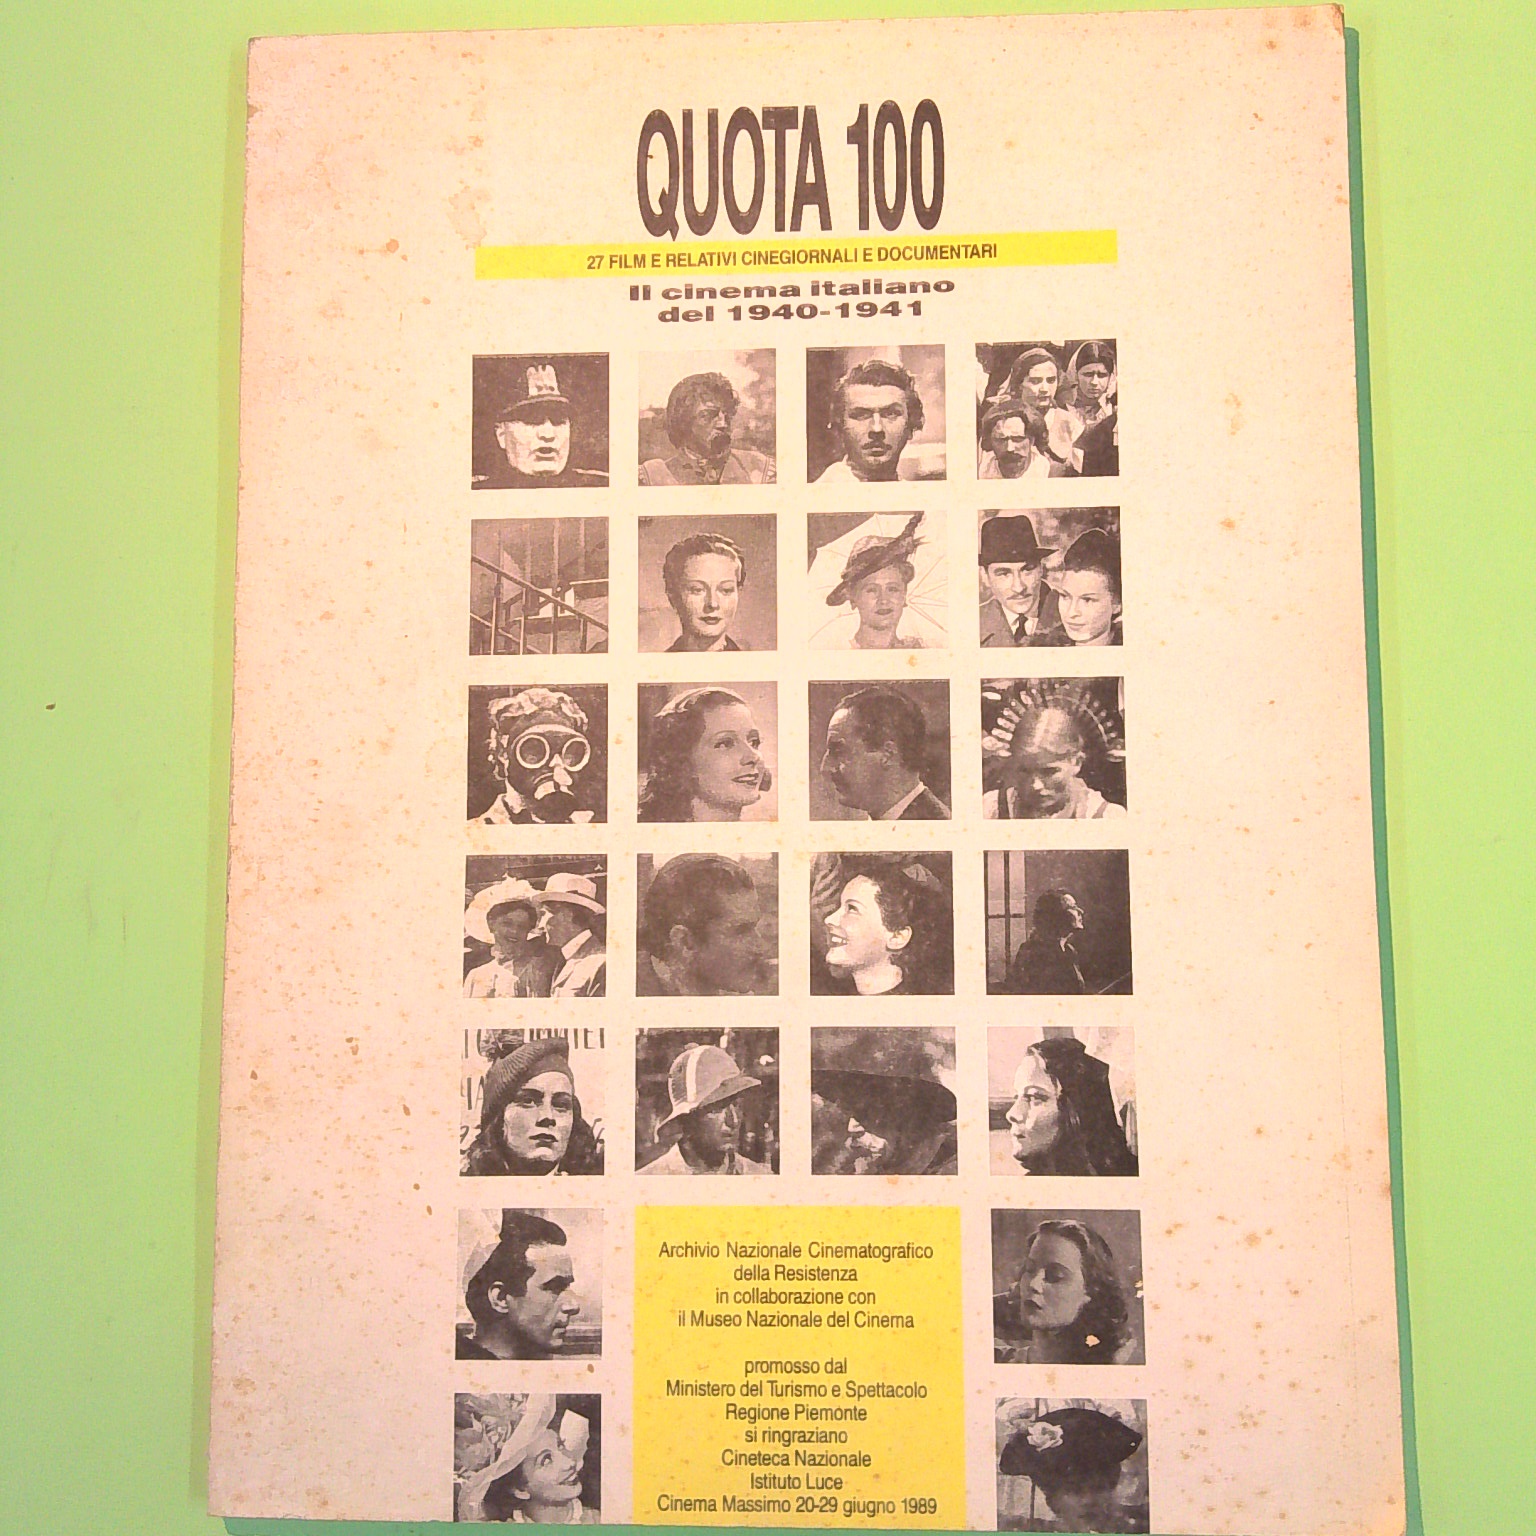 QUOTA 100
27 FILM E RELATIVI CINEGIORNALI E DOCUMENTARI
Il cinema italiano
del 1940-1941
Archivio Nazionale Cinematografico
della Resistenza
in collaborazione con
il Museo Nazionale del Cinema
promosso dal
Ministero del Turismo e Spettacolo
Regione Piemonte
si ringraziano
Cineteca Nazionale
Istituto Luce
Cinema Massimo 20-29 giugno 1989